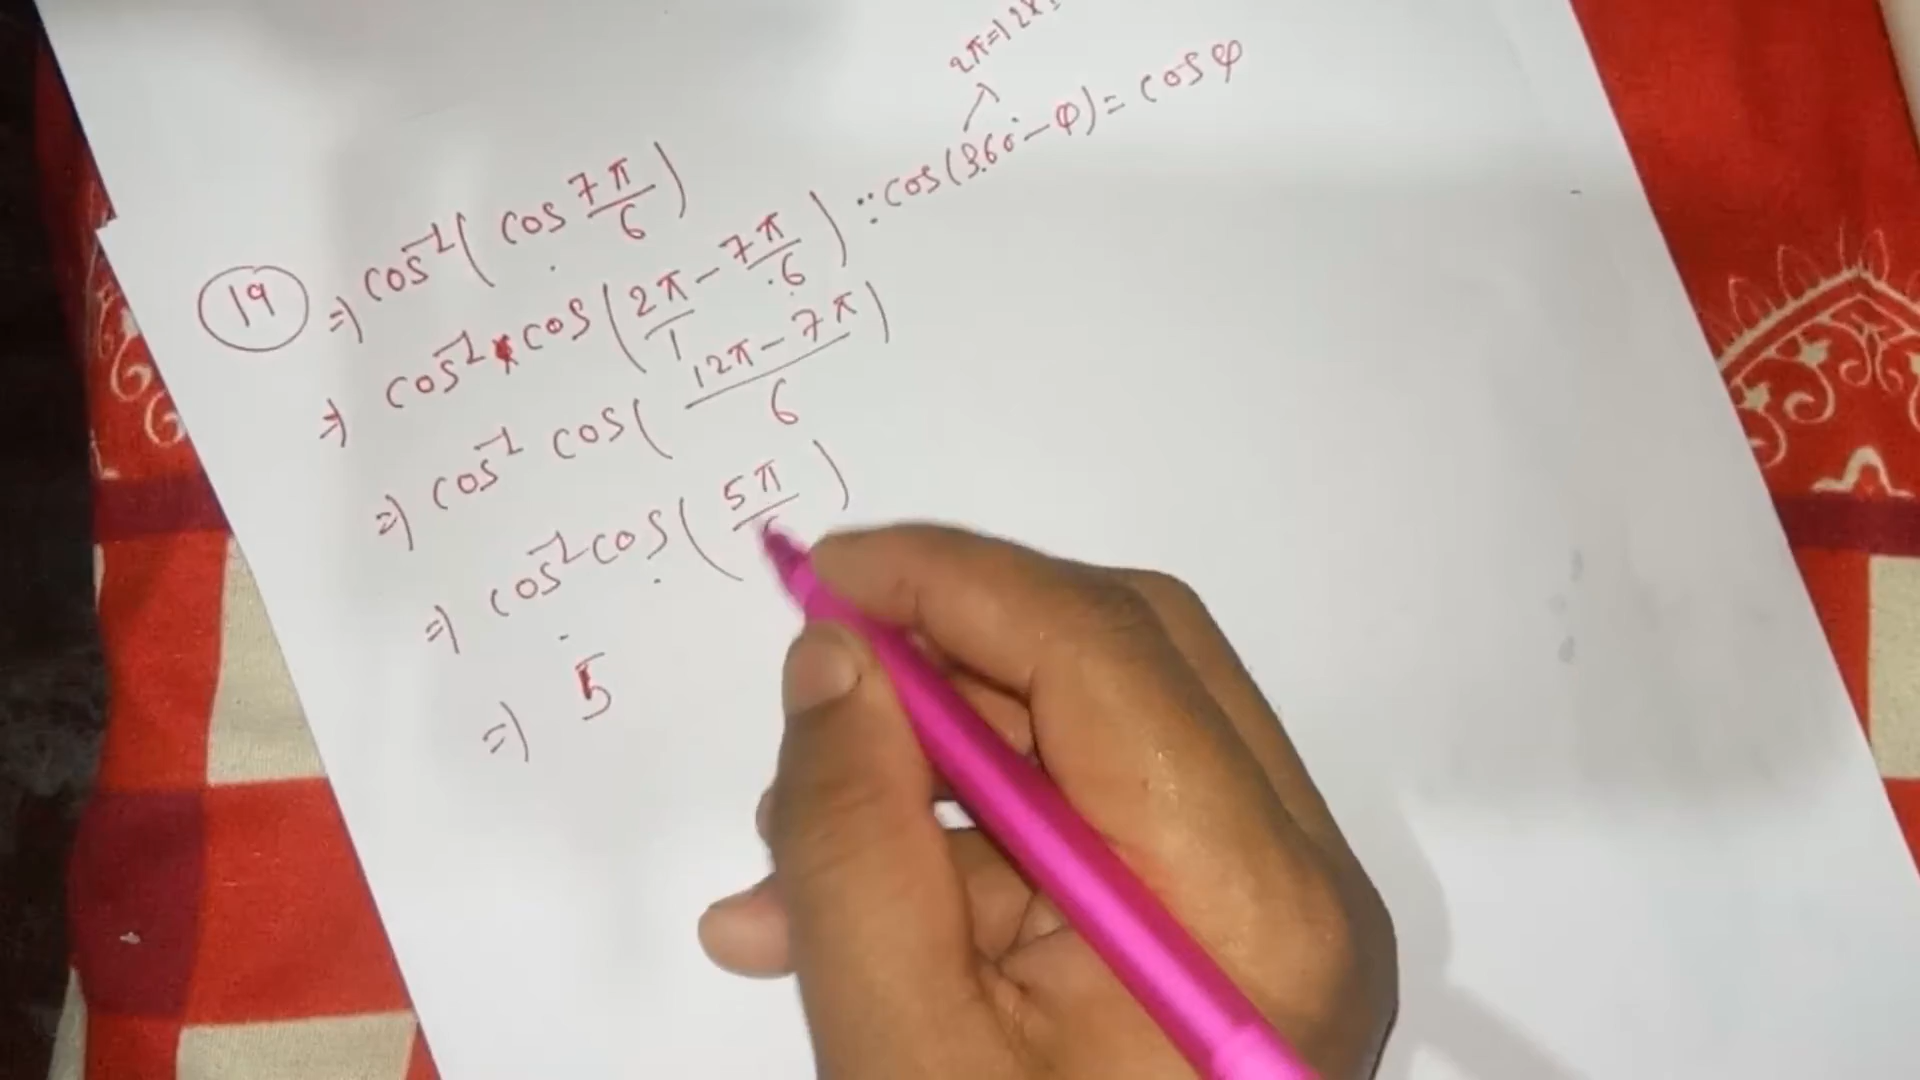 2π=) 2x
(19) =) cos⁻¹( cos 7π/6 )
=) cos⁻¹ cos( 2π/1 - 7π/6 ) ∵ cos(360° - φ) = cos φ
=) cos⁻¹ cos( 12π - 7π / 6 )
=) cos⁻¹ cos( 5π/6 )
=) 5